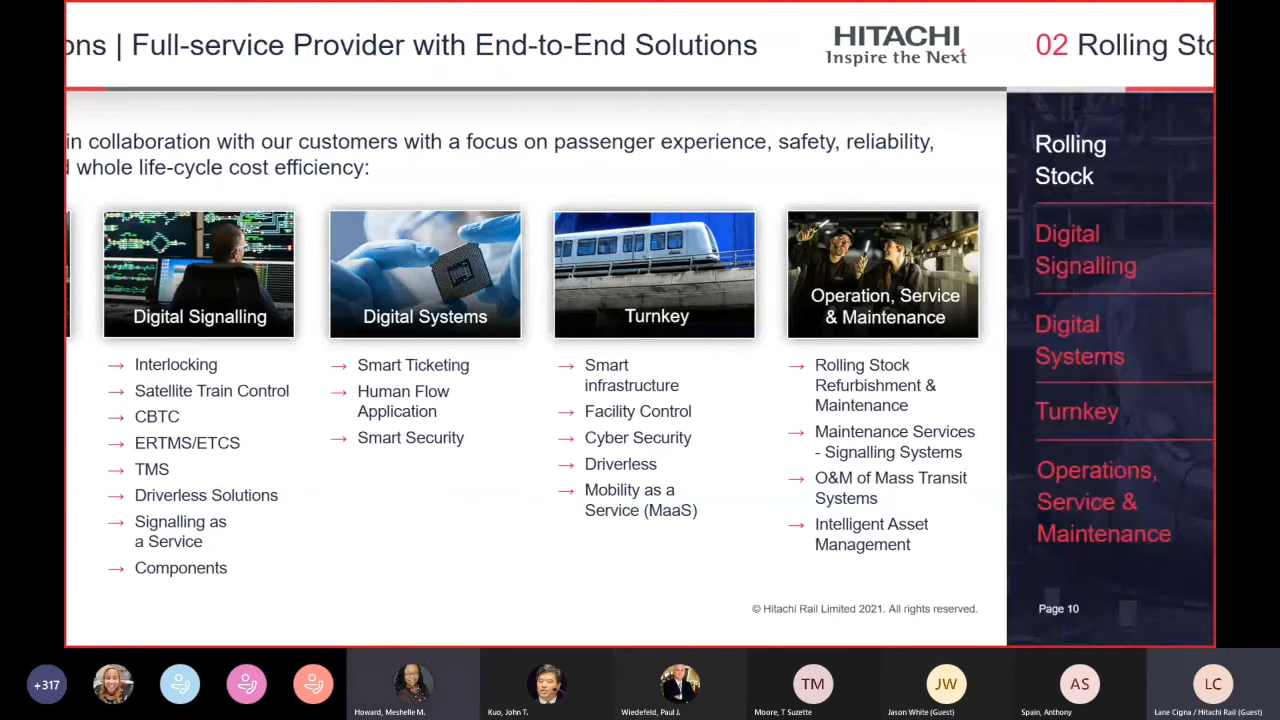 ons | Full-service Provider with End-to-End Solutions
HITACHI
Inspire the Next
02 Rolling Sto
in collaboration with our customers with a focus on passenger experience, safety, reliability,
d whole life-cycle cost efficiency:
Digital Signalling
→ Interlocking
→ Satellite Train Control
→ CBTC
→ ERTMS/ETCS
→ TMS
→ Driverless Solutions
→ Signalling as
a Service
→ Components
Digital Systems
→ Smart Ticketing
→ Human Flow
Application
→ Smart Security
Turnkey
→ Smart
infrastructure
→ Facility Control
→ Cyber Security
→ Driverless
→ Mobility as a
Service (MaaS)
Operation, Service
& Maintenance
→ Rolling Stock
Refurbishment &
Maintenance
→ Maintenance Services
- Signalling Systems
→ O&M of Mass Transit
Systems
→ Intelligent Asset
Management
© Hitachi Rail Limited 2021. All rights reserved.
Rolling
Stock
Digital
Signalling
Digital
Systems
Turnkey
Operations,
Service &
Maintenance
Page 10
+317
Howard, Meshelle M.
Kuo, John T.
Wiedefeld, Paul J.
TM
Moore, T Suzette
JW
Jason White (Guest)
AS
Spain, Anthony
LC
Lane Cigna / Hitachi Rail (Guest)